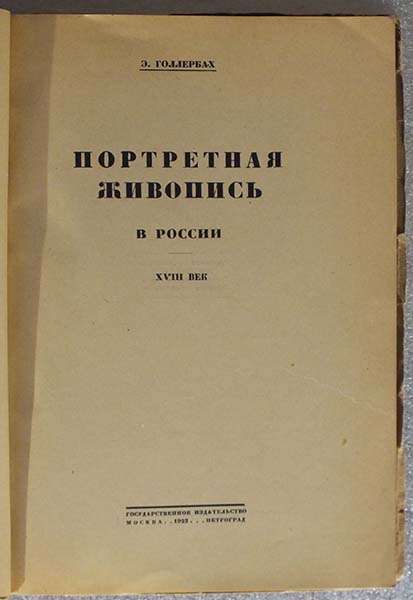 Э. ГОЛЛЕРБАХ
ПОРТРЕТНАЯ
ЖИВОПИСЬ
В РОССИИ
XVIII ВЕК
ГОСУДАРСТВЕННОЕ ИЗДАТЕЛЬСТВО
МОСКВА . . 1923 . . . ПЕТРОГРАД